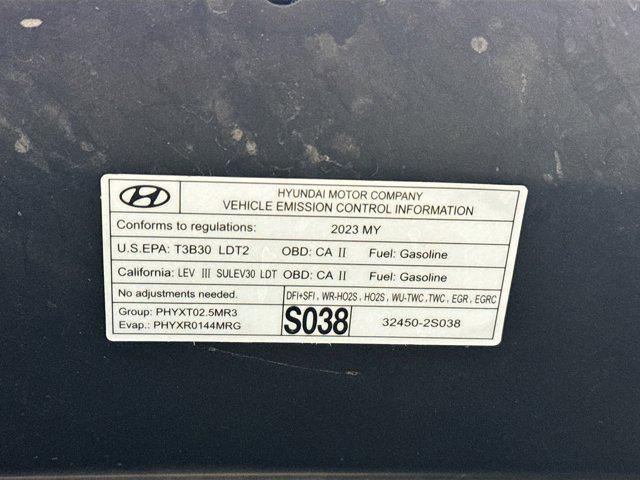 HYUNDAI MOTOR COMPANY
VEHICLE EMISSION CONTROL INFORMATION
Conforms to regulations: 2023 MY
U.S.EPA: T3B30 LDT2 OBD: CA II Fuel: Gasoline
California: LEV III SULEV30 LDT OBD: CA II Fuel: Gasoline
No adjustments needed. DFI+SFI, WR-HO2S, HO2S, WU-TWC, TWC, EGR, EGRC
Group: PHYXT02.5MR3
Evap.: PHYXR0144MRG
S038 32450-2S038